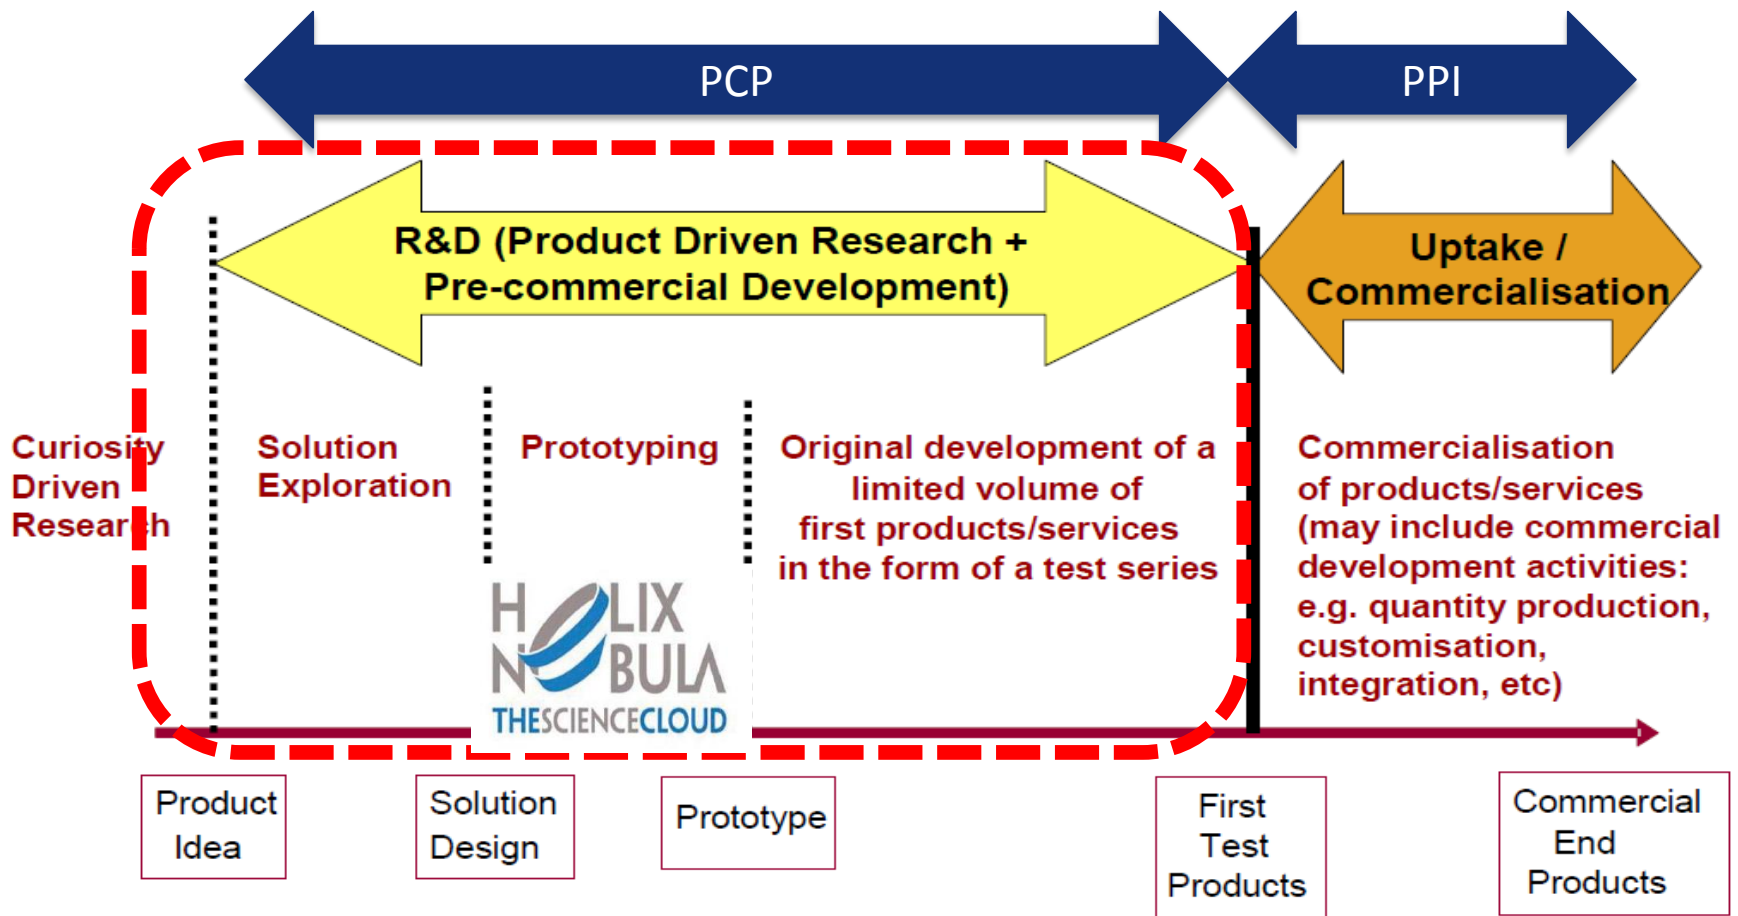 PCP
PPI
R&D (Product Driven Research +
Pre-commercial Development)
Uptake /
Commercialisation
Curiosity
Driven
Research
Solution
Exploration
Prototyping
Original development of a
limited volume of
first products/services
in the form of a test series
Commercialisation
of products/services
(may include commercial
development activities:
e.g. quantity production,
customisation,
integration, etc)
HELIX
NEBULA
THESCIENCECLOUD
Product
Idea
Solution
Design
Prototype
First
Test
Products
Commercial
End
Products